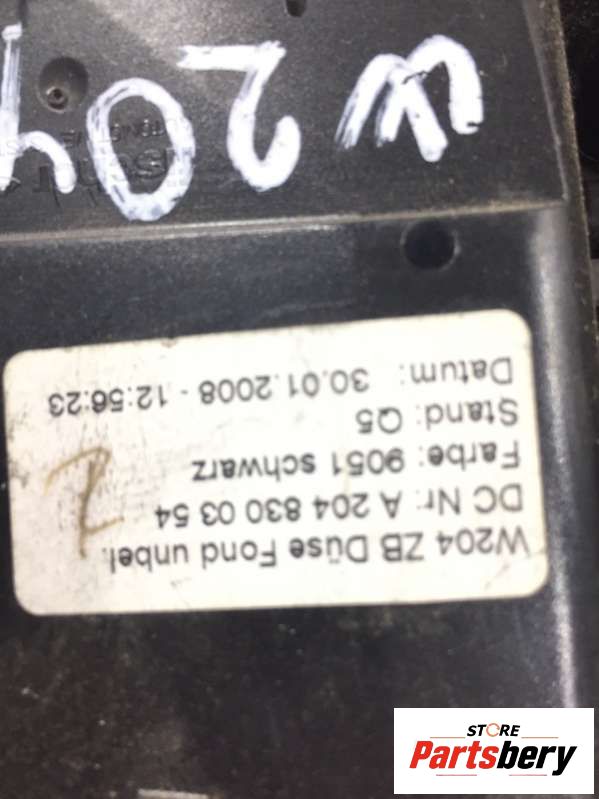 W204
W204 ZB Düse Fond unbel.
DC Nr.: A 204 830 03 54
Farbe: 9051 schwarz
Stand: Q5
Datum: 30.01.2008 - 12:56:23
STORE
Partsbery